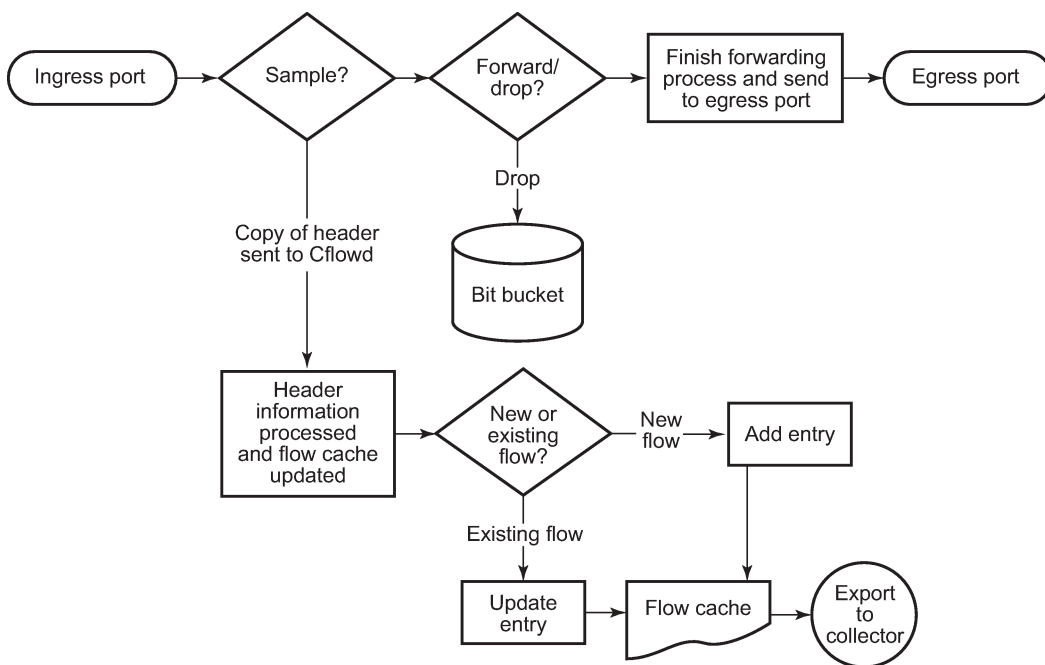 Ingress port
Sample?
Forward/
drop?
Finish forwarding
process and send
to egress port
Egress port
Drop
Copy of header
sent to Cflowd
Bit bucket
Header
information
processed
and flow cache
updated
New or
existing
flow?
New
flow
Add entry
Existing flow
Update
entry
Flow cache
Export
to
collector